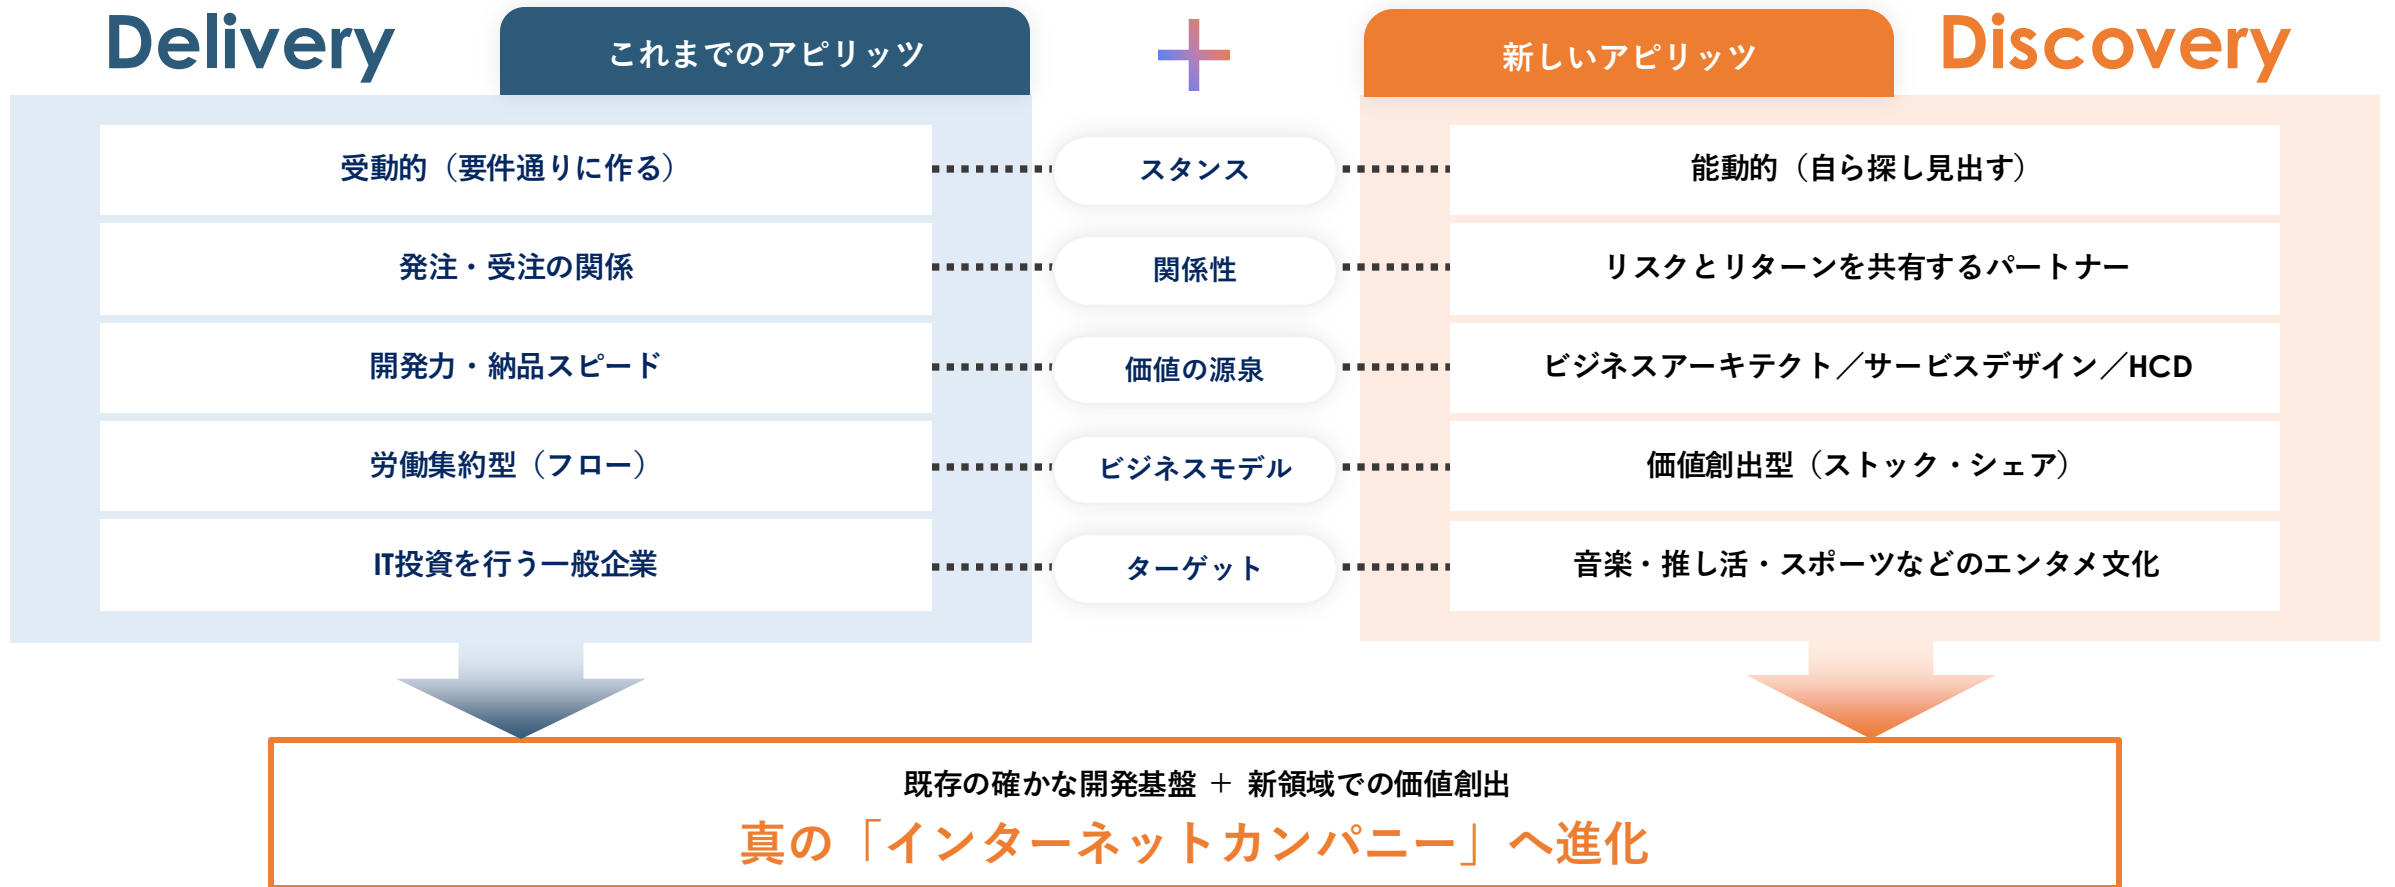 Delivery
これまでのアピリッツ
＋
新しいアピリッツ
Discovery
受動的（要件通りに作る）
スタンス
能動的（自ら探し見出す）
発注・受注の関係
関係性
リスクとリターンを共有するパートナー
開発力・納品スピード
価値の源泉
ビジネスアーキテクト／サービスデザイン／HCD
労働集約型（フロー）
ビジネスモデル
価値創出型（ストック・シェア）
IT投資を行う一般企業
ターゲット
音楽・推し活・スポーツなどのエンタメ文化
既存の確かな開発基盤 ＋ 新領域での価値創出
真の「インターネットカンパニー」へ進化